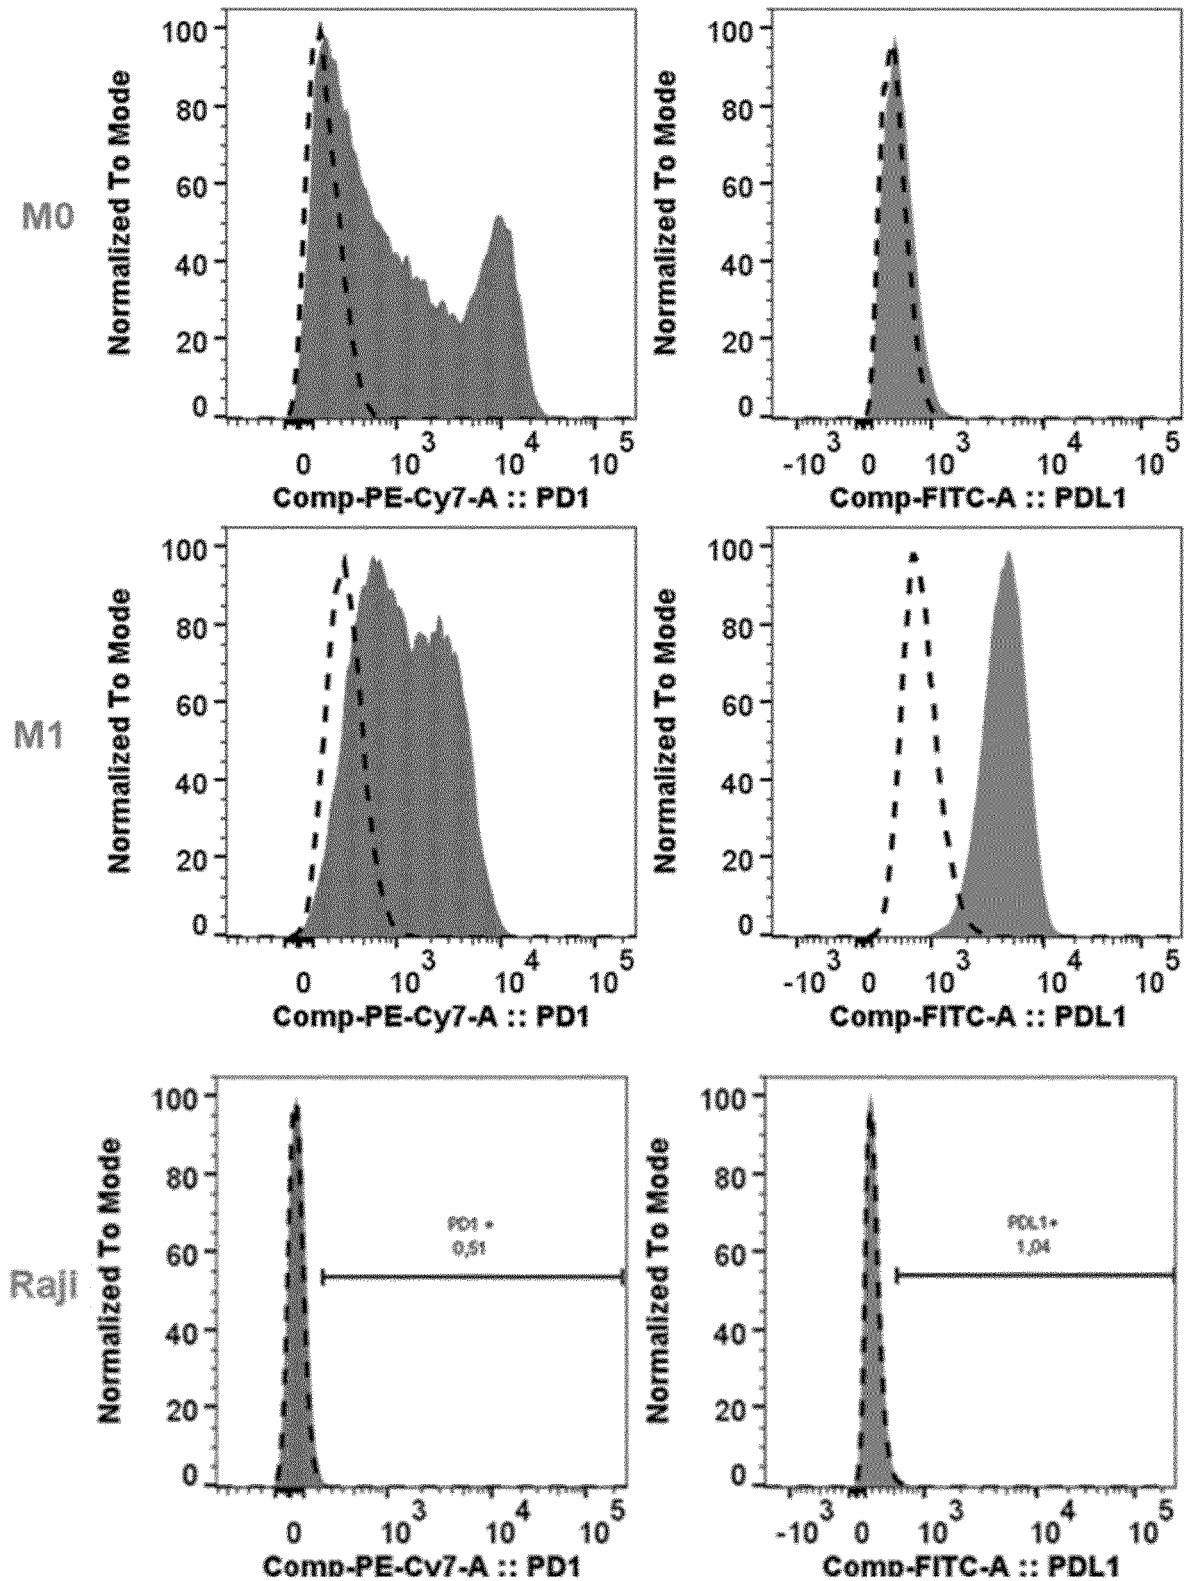 M0
Normalized To Mode
100
80
60
40
20
0
0 10^3 10^4 10^5
Comp-PE-Cy7-A :: PD1
Normalized To Mode
100
80
60
40
20
0
-10^3 0 10^3 10^4 10^5
Comp-FITC-A :: PDL1
M1
Normalized To Mode
100
80
60
40
20
0
0 10^3 10^4 10^5
Comp-PE-Cy7-A :: PD1
Normalized To Mode
100
80
60
40
20
0
-10^3 0 10^3 10^4 10^5
Comp-FITC-A :: PDL1
Raji
Normalized To Mode
100
80
60
40
20
0
PD1 +
0,51
0 10^3 10^4 10^5
Comp-PE-Cy7-A :: PD1
Normalized To Mode
100
80
60
40
20
0
PDL1+
1,04
-10^3 0 10^3 10^4 10^5
Comp-FITC-A :: PDL1